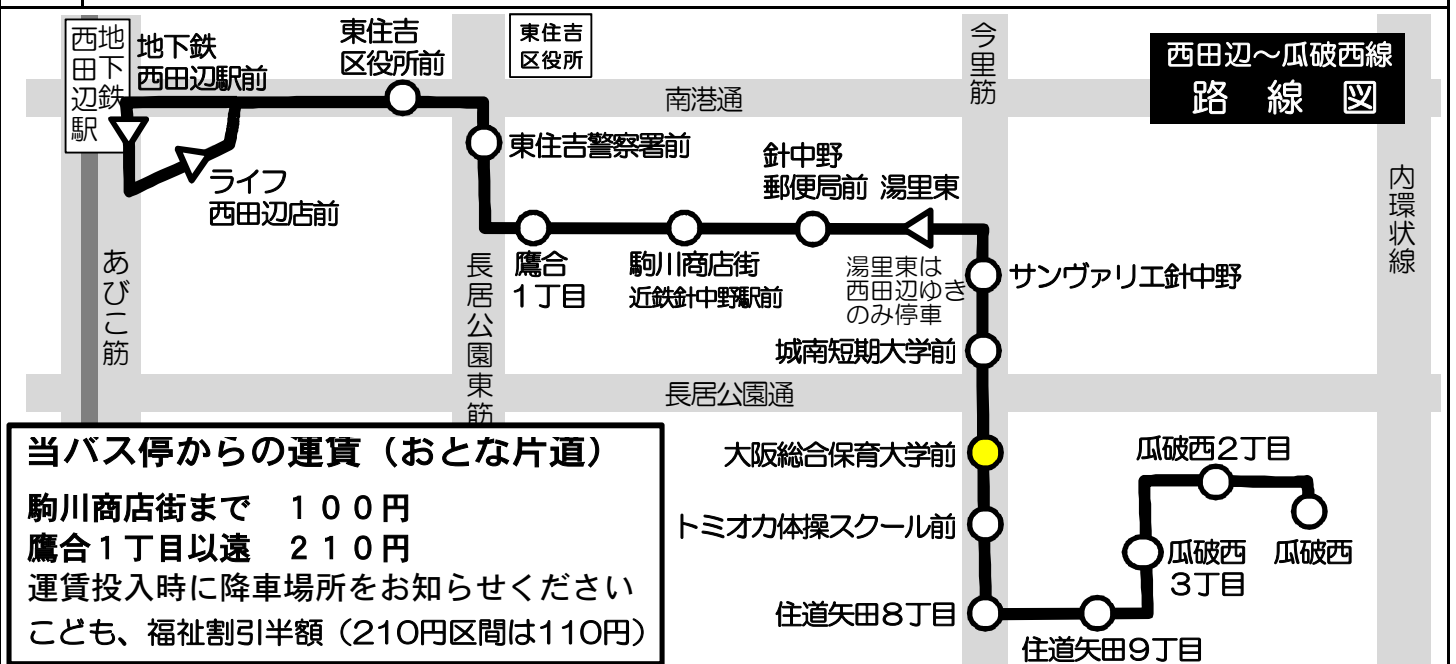 地下鉄
西田辺駅
地下鉄
西田辺駅前
東住吉
区役所前
東住吉
区役所
今里筋
西田辺～瓜破西線
路線図
南港通
東住吉警察署前
ライフ
西田辺店前
針中野
郵便局前
湯里東
内環状線
あびこ筋
長居公園東筋
鷹合
１丁目
駒川商店街
近鉄針中野駅前
湯里東は
西田辺ゆき
のみ停車
サンヴァリエ針中野
城南短期大学前
長居公園通
当バス停からの運賃（おとな片道）
駒川商店街まで　１００円
鷹合１丁目以遠　２１０円
運賃投入時に降車場所をお知らせください
こども、福祉割引半額（210円区間は110円）
大阪総合保育大学前
瓜破西２丁目
トミオカ体操スクール前
瓜破西
３丁目
瓜破西
住道矢田８丁目
住道矢田９丁目